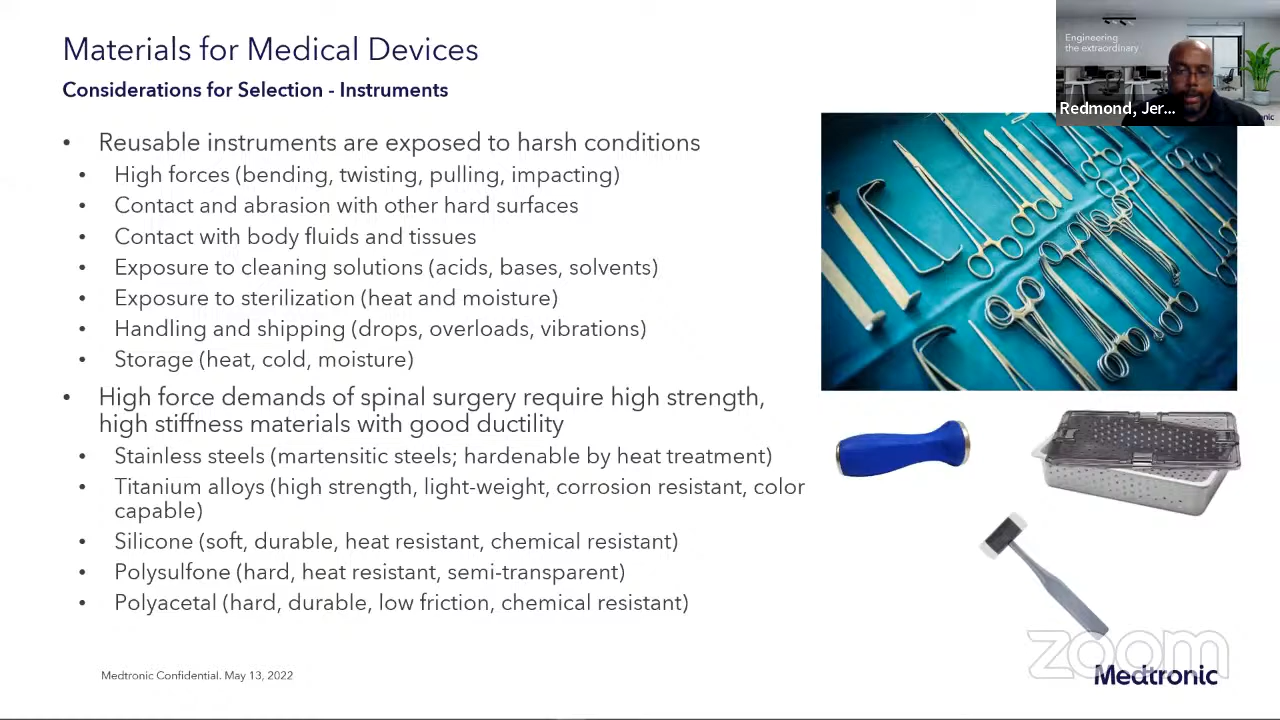 Materials for Medical Devices
Considerations for Selection - Instruments
Engineering
the extraordinary
Redmond, Jer...
• Reusable instruments are exposed to harsh conditions
• High forces (bending, twisting, pulling, impacting)
• Contact and abrasion with other hard surfaces
• Contact with body fluids and tissues
• Exposure to cleaning solutions (acids, bases, solvents)
• Exposure to sterilization (heat and moisture)
• Handling and shipping (drops, overloads, vibrations)
• Storage (heat, cold, moisture)
• High force demands of spinal surgery require high strength,
high stiffness materials with good ductility
• Stainless steels (martensitic steels; hardenable by heat treatment)
• Titanium alloys (high strength, light-weight, corrosion resistant, color
capable)
• Silicone (soft, durable, heat resistant, chemical resistant)
• Polysulfone (hard, heat resistant, semi-transparent)
• Polyacetal (hard, durable, low friction, chemical resistant)
Medtronic Confidential. May 13, 2022
zoom
Medtronic